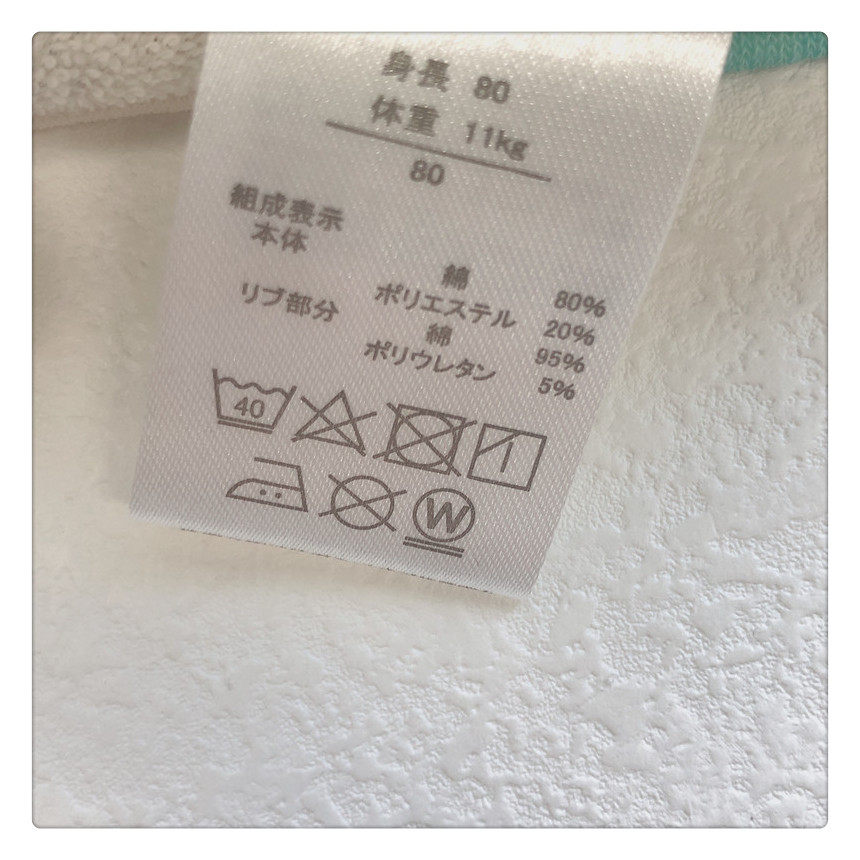 身長 80
体重 11kg
80
組成表示
本体
綿 80%
ポリエステル 20%
リブ部分
綿 95%
ポリウレタン 5%
40
W